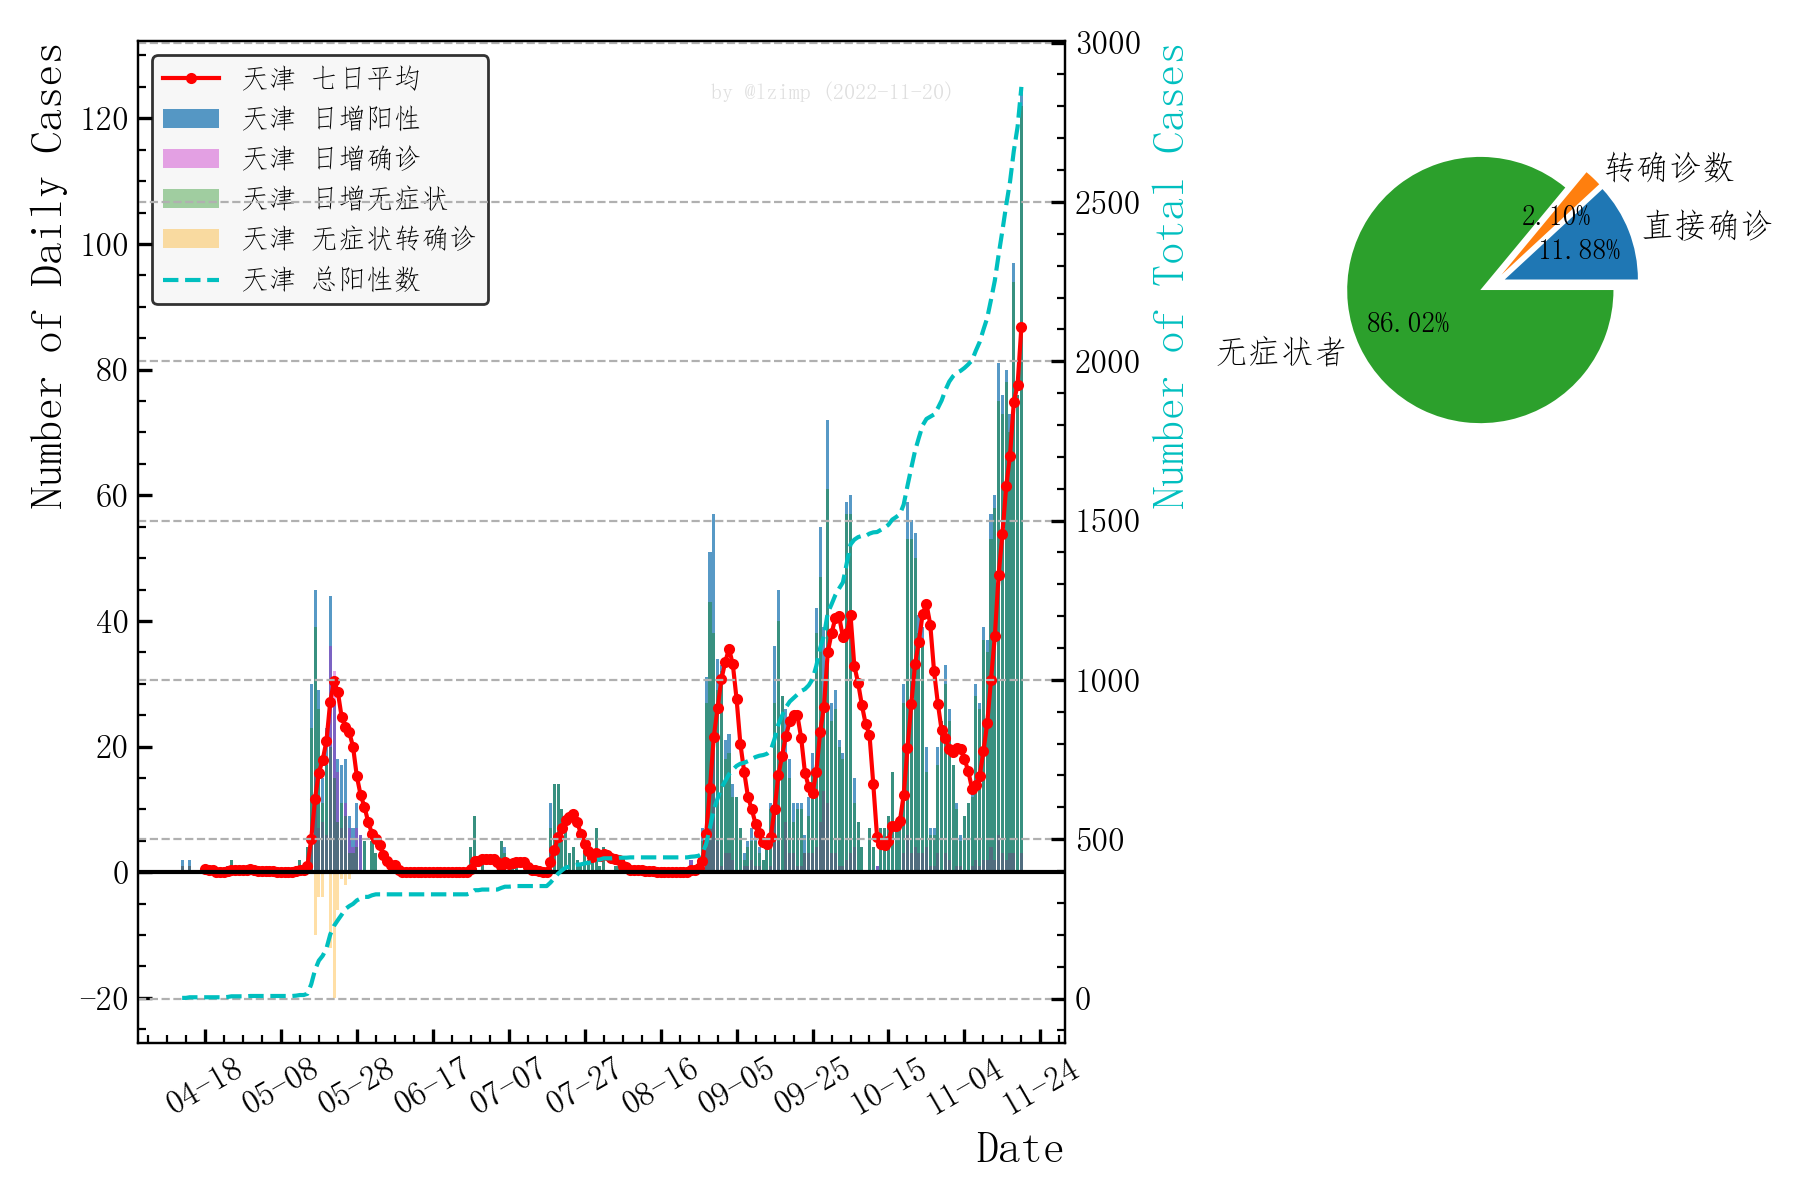 Number of Daily Cases
120
100
80
60
40
20
0
−20
天津 七日平均
天津 日增阳性
天津 日增确诊
天津 日增无症状
天津 无症状转确诊
天津 总阳性数
by @lzimp (2022-11-20)
3000
2500
2000
1500
1000
500
0
Number of Total Cases
04-18
05-08
05-28
06-17
07-07
07-27
08-16
09-05
09-25
10-15
11-04
11-24
Date
转确诊数
2.10%
直接确诊
11.88%
86.02%
无症状者